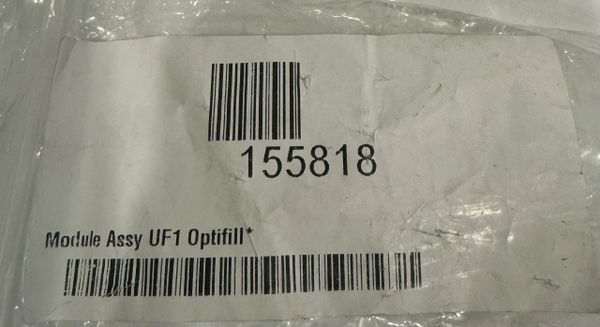 155818
Module Assy UF1 Optifill*